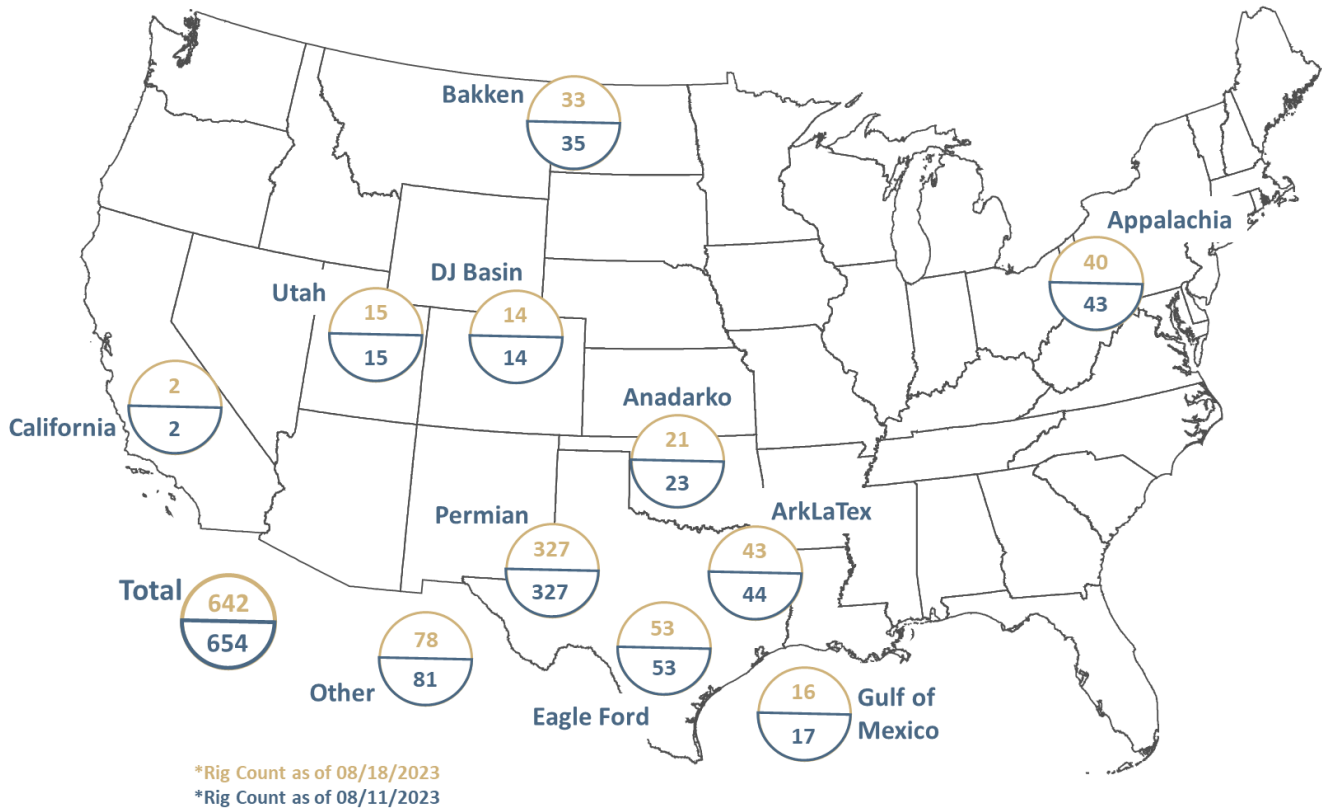 Bakken
33
35
Appalachia
40
43
DJ Basin
14
14
Utah
15
15
California
2
2
Anadarko
21
23
Permian
327
327
ArkLaTex
43
44
Total
642
654
Other
78
81
Eagle Ford
53
53
Gulf of
Mexico
16
17
*Rig Count as of 08/18/2023
*Rig Count as of 08/11/2023